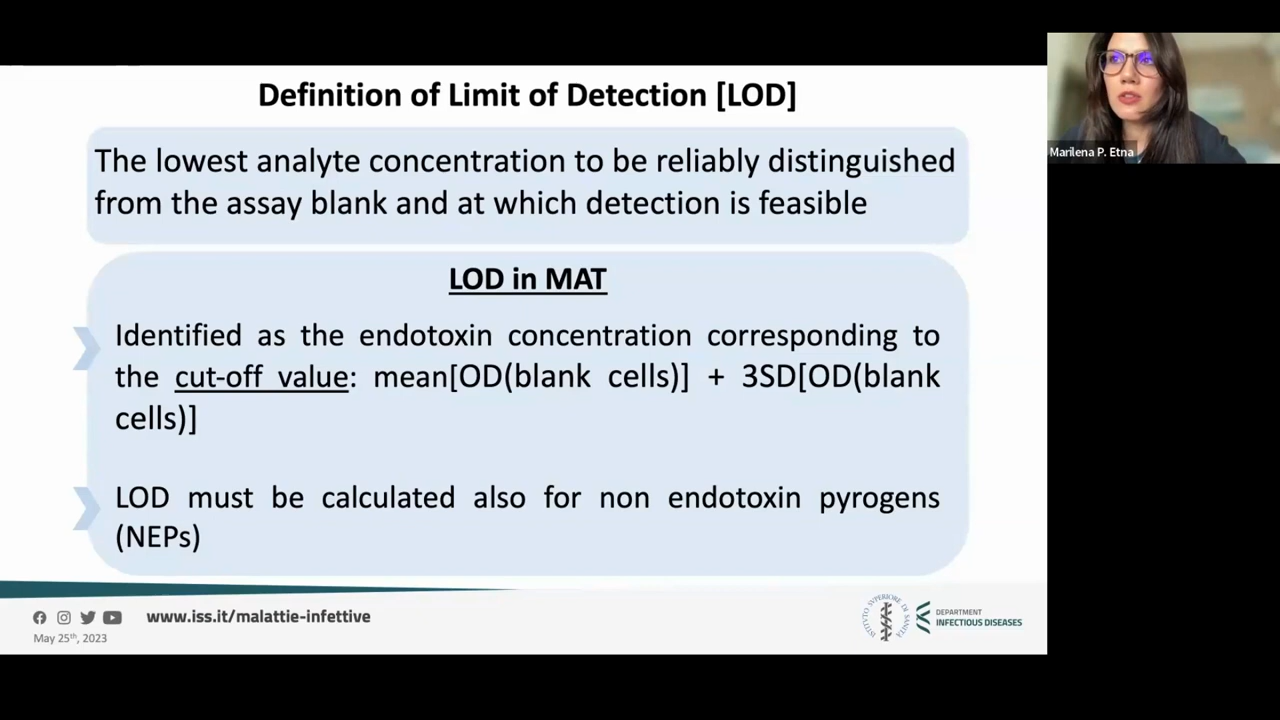 Definition of Limit of Detection [LOD]
The lowest analyte concentration to be reliably distinguished
from the assay blank and at which detection is feasible
LOD in MAT
Identified as the endotoxin concentration corresponding to
the cut-off value: mean[OD(blank cells)] + 3SD[OD(blank
cells)]
LOD must be calculated also for non endotoxin pyrogens
(NEPs)
www.iss.it/malattie-infettive
May 25th, 2023
ISTITVTO SVPERIORE DI SANITÀ
DEPARTMENT
INFECTIOUS DISEASES
Marilena P. Etna